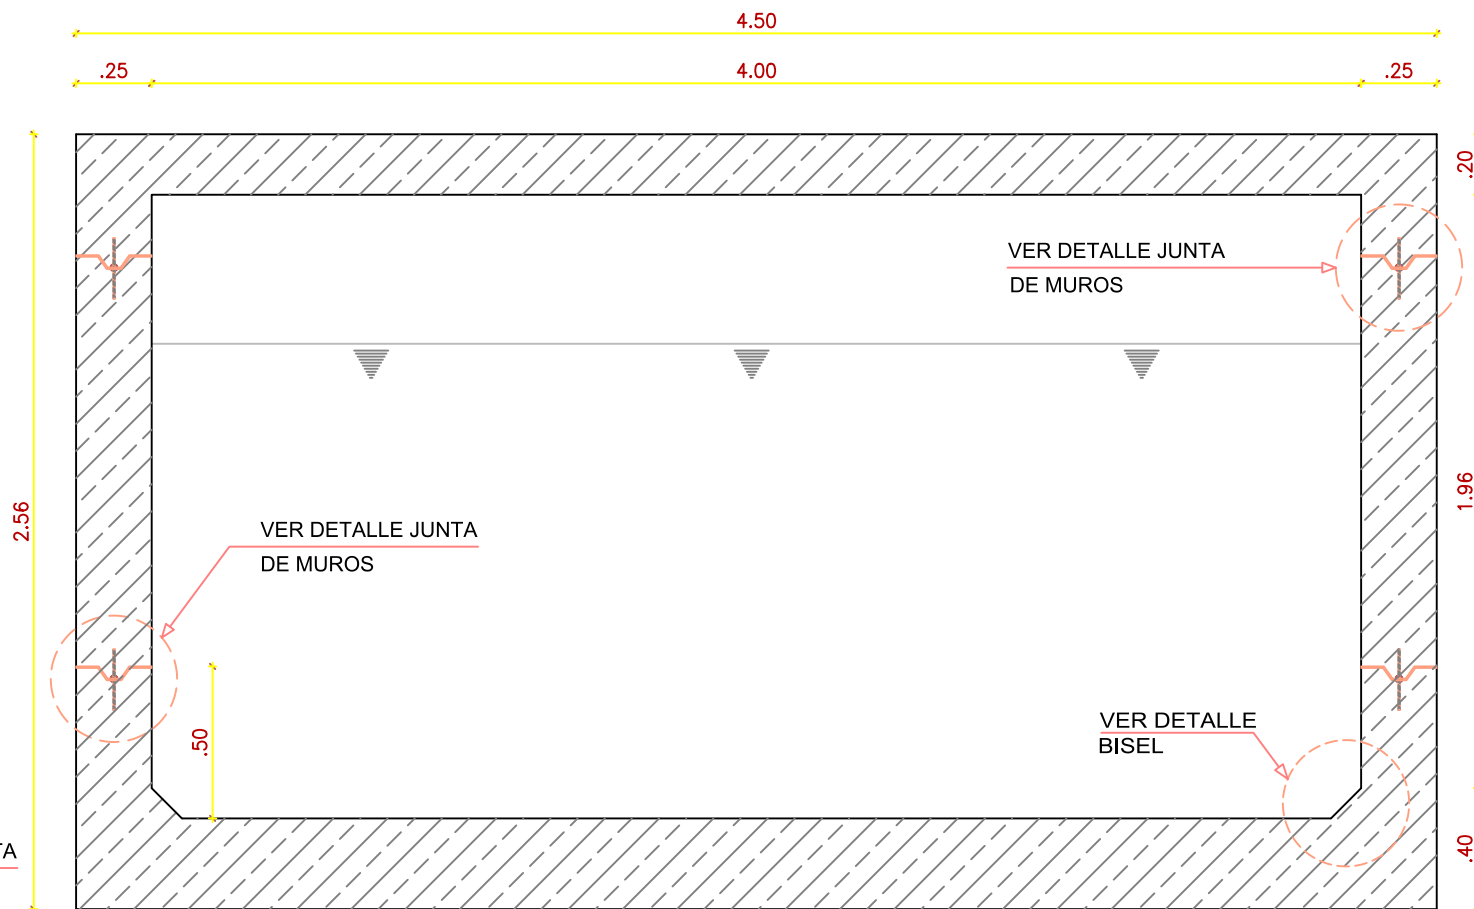 4.50
.25
4.00
.25
.20
VER DETALLE JUNTA
DE MUROS
2.56
1.96
VER DETALLE JUNTA
DE MUROS
.50
VER DETALLE
BISEL
TA
.40